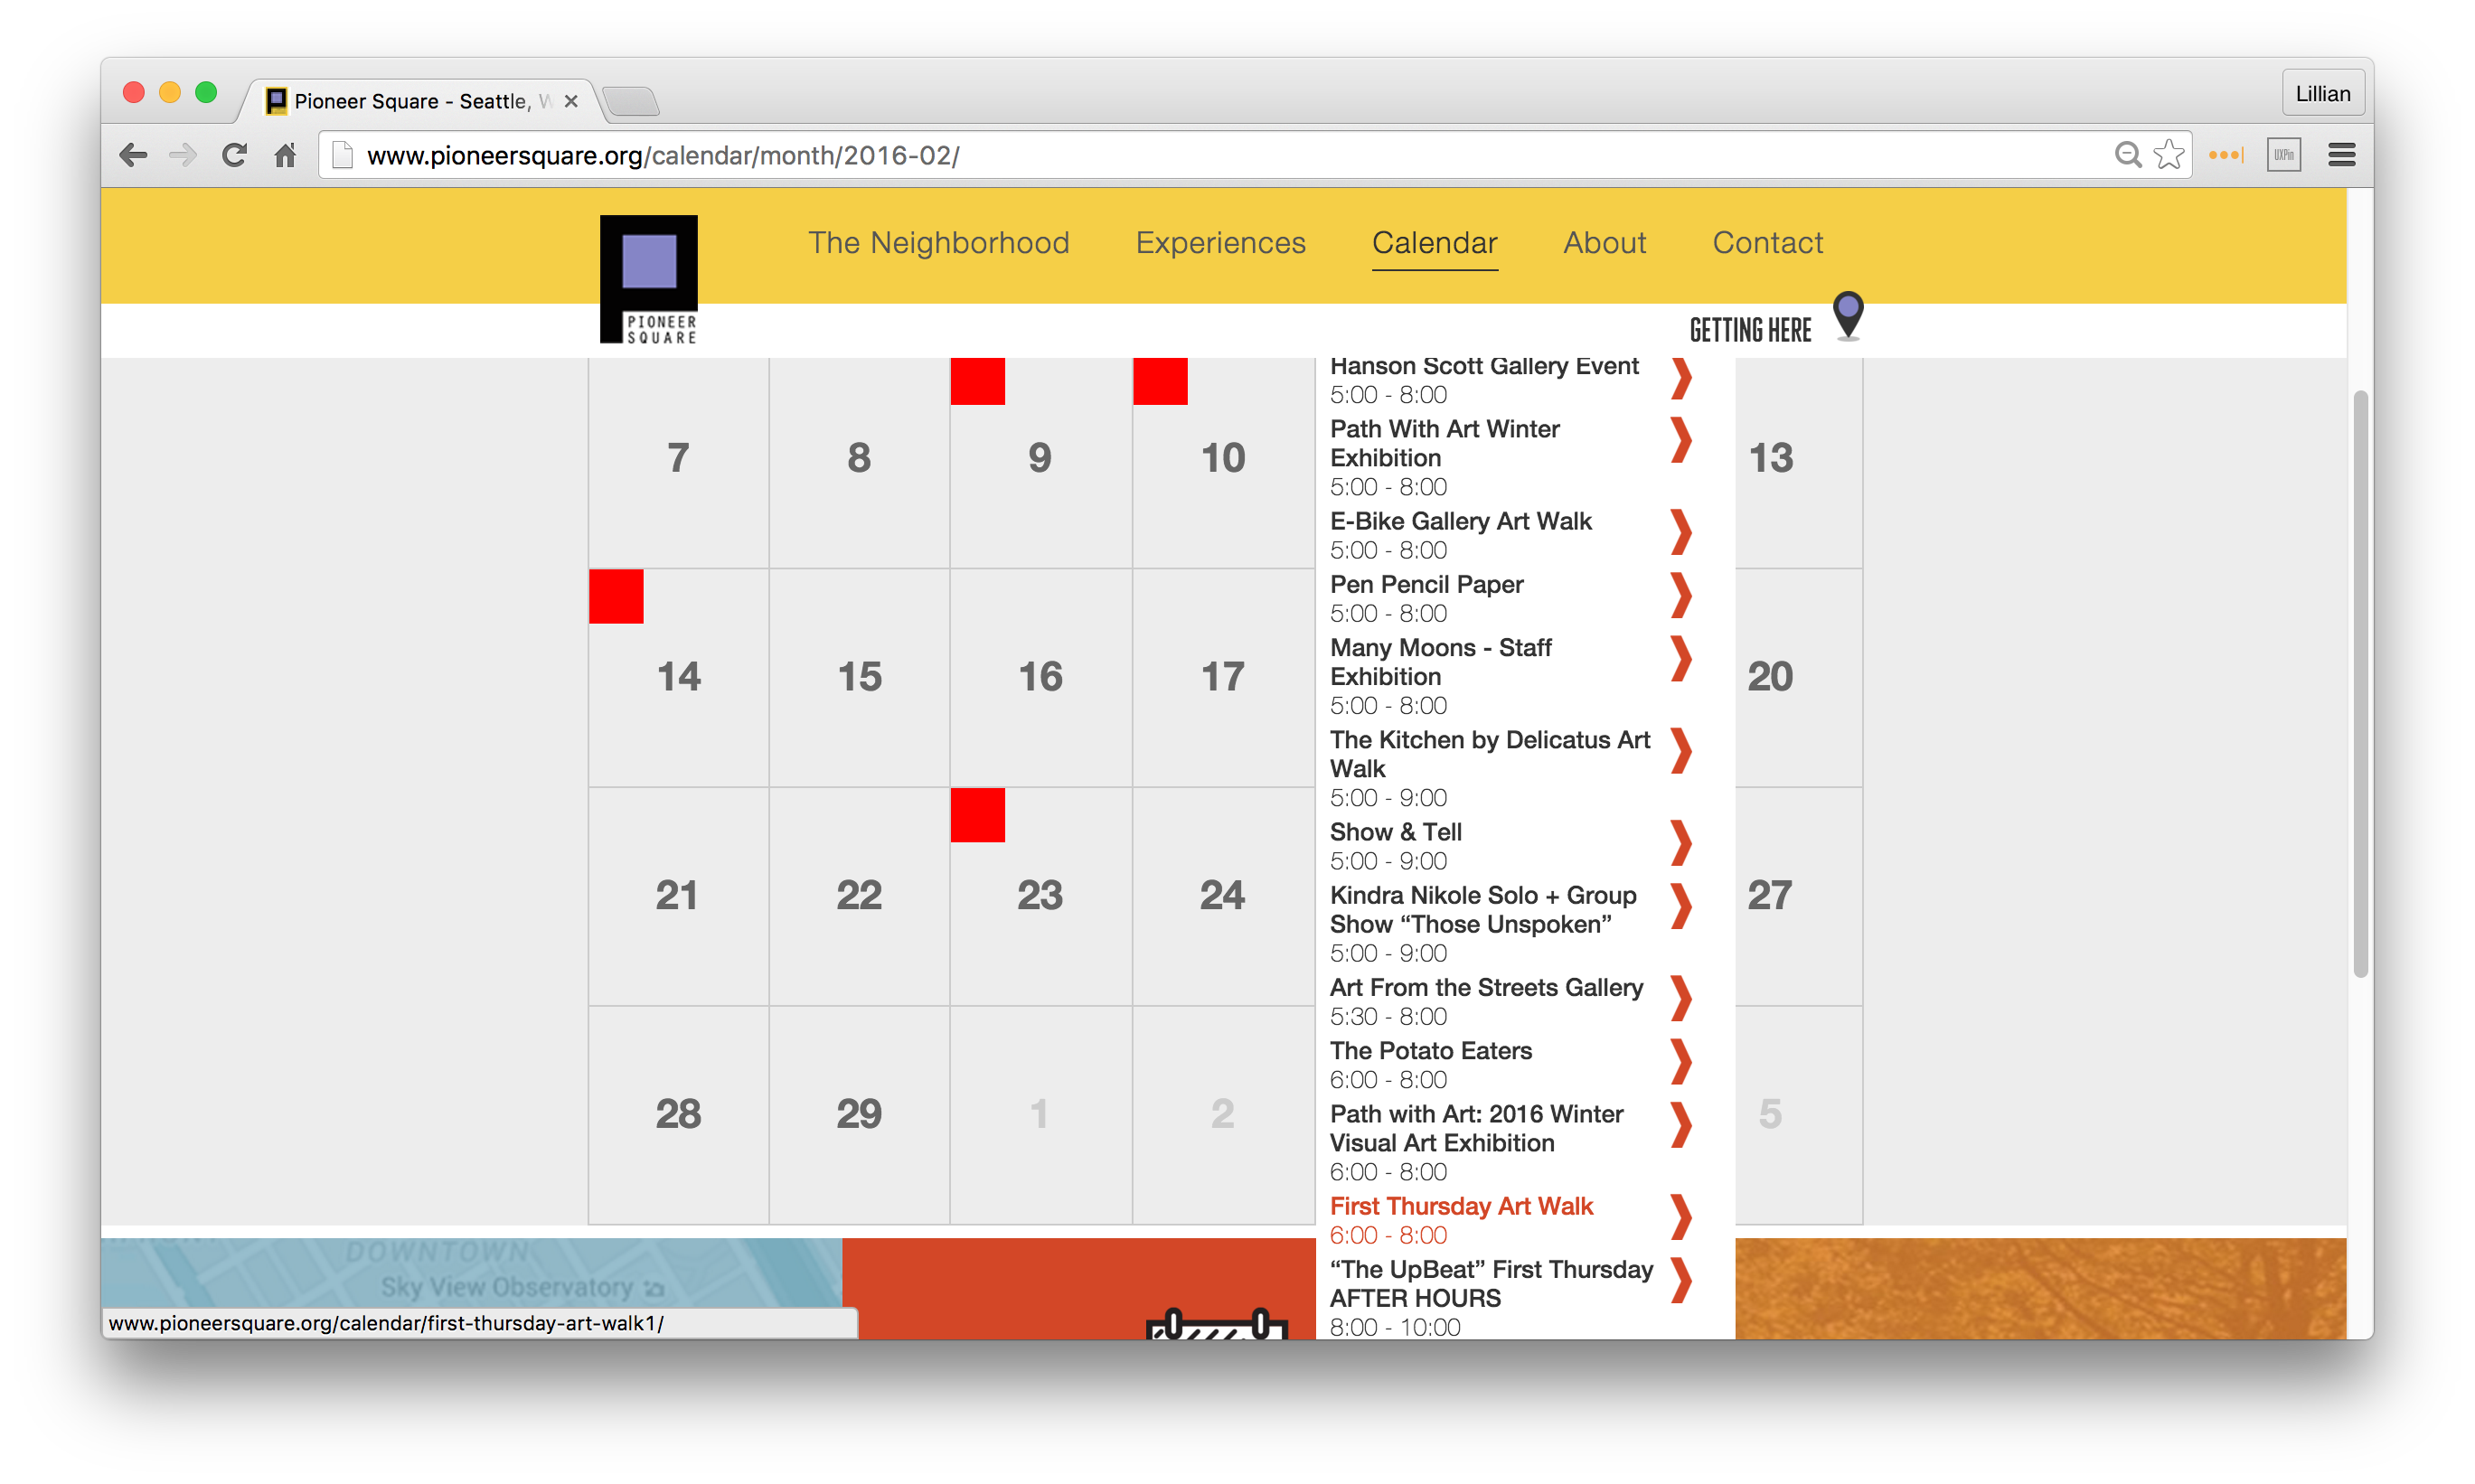 Pioneer Square - Seattle, W
Lillian
www.pioneersquare.org/calendar/month/2016-02/
UXPin
The Neighborhood
Experiences
Calendar
About
Contact
PIONEER
SQUARE
GETTING HERE
7
8
9
10
13
14
15
16
17
20
21
22
23
24
27
28
29
1
2
5
Hanson Scott Gallery Event
5:00 - 8:00
Path With Art Winter
Exhibition
5:00 - 8:00
E-Bike Gallery Art Walk
5:00 - 8:00
Pen Pencil Paper
5:00 - 8:00
Many Moons - Staff
Exhibition
5:00 - 8:00
The Kitchen by Delicatus Art
Walk
5:00 - 9:00
Show & Tell
5:00 - 9:00
Kindra Nikole Solo + Group
Show “Those Unspoken”
5:00 - 9:00
Art From the Streets Gallery
5:30 - 8:00
The Potato Eaters
6:00 - 8:00
Path with Art: 2016 Winter
Visual Art Exhibition
6:00 - 8:00
First Thursday Art Walk
6:00 - 8:00
“The UpBeat” First Thursday
AFTER HOURS
8:00 - 10:00
DOWNTOWN
Sky View Observatory
www.pioneersquare.org/calendar/first-thursday-art-walk1/